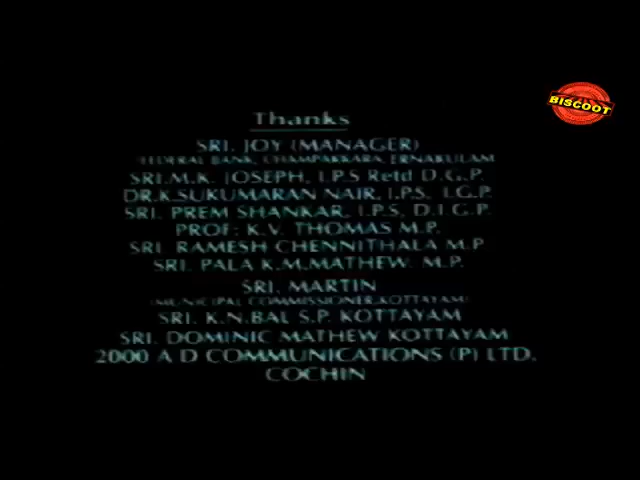 BISCOOT
Thanks
SRI. JOY (MANAGER)
(FEDERAL BANK, CHAMPAKKARA, ERNAKULAM
SRI.M.K. JOSEPH, I.P.S Retd D.G.P.
DR.K.SUKUMARAN NAIR, I.P.S, I.G.P.
SRI. PREM SHANKAR, I.P.S, D.I.G.P.
PROF: K.V. THOMAS M.P.
SRI. RAMESH CHENNITHALA M.P
SRI. PALA K.M.MATHEW. M.P.
SRI. MARTIN
(MUNICIPAL COMMISSIONER,KOTTAYAM)
SRI. K.N.BAL S.P. KOTTAYAM
SRI. DOMINIC MATHEW KOTTAYAM
2000 A D COMMUNICATIONS (P) LTD,
COCHIN